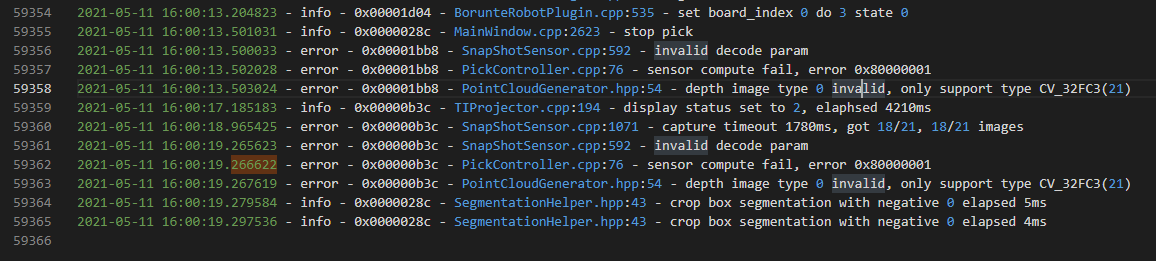 59354 2021-05-11 16:00:13.204823 - info - 0x00001d04 - BorunteRobotPlugin.cpp:535 - set board_index 0 do 3 state 0
59355 2021-05-11 16:00:13.501031 - info - 0x0000028c - MainWindow.cpp:2623 - stop pick
59356 2021-05-11 16:00:13.500033 - error - 0x00001bb8 - SnapShotSensor.cpp:592 - invalid decode param
59357 2021-05-11 16:00:13.502028 - error - 0x00001bb8 - PickController.cpp:76 - sensor compute fail, error 0x80000001
59358 2021-05-11 16:00:13.503024 - error - 0x00001bb8 - PointCloudGenerator.hpp:54 - depth image type 0 invalid, only support type CV_32FC3(21)
59359 2021-05-11 16:00:17.185183 - info - 0x00000b3c - TIProjector.cpp:194 - display status set to 2, elaphsed 4210ms
59360 2021-05-11 16:00:18.965425 - error - 0x00000b3c - SnapShotSensor.cpp:1071 - capture timeout 1780ms, got 18/21, 18/21 images
59361 2021-05-11 16:00:19.265623 - error - 0x00000b3c - SnapShotSensor.cpp:592 - invalid decode param
59362 2021-05-11 16:00:19.266622 - error - 0x00000b3c - PickController.cpp:76 - sensor compute fail, error 0x80000001
59363 2021-05-11 16:00:19.267619 - error - 0x00000b3c - PointCloudGenerator.hpp:54 - depth image type 0 invalid, only support type CV_32FC3(21)
59364 2021-05-11 16:00:19.279584 - info - 0x0000028c - SegmentationHelper.hpp:43 - crop box segmentation with negative 0 elapsed 5ms
59365 2021-05-11 16:00:19.297536 - info - 0x0000028c - SegmentationHelper.hpp:43 - crop box segmentation with negative 0 elapsed 4ms
59366